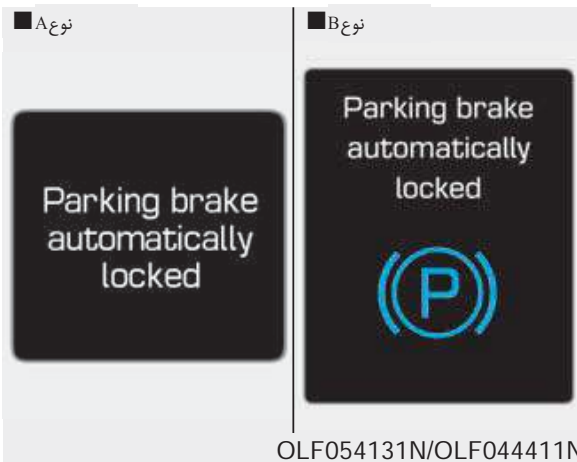 ■ نوعA
■ نوعB
Parking brake
automatically
locked
Parking brake
automatically
locked
P
OLF054131N/OLF044411N